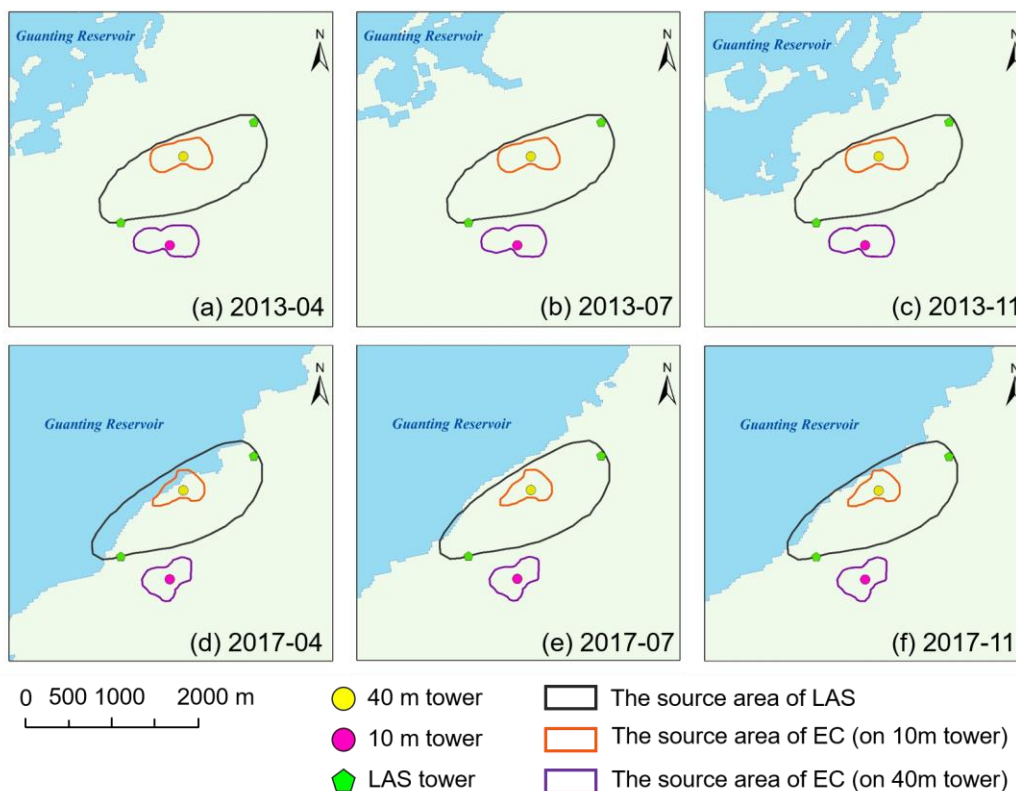 Guanting Reservoir
N
(a) 2013-04
Guanting Reservoir
N
(b) 2013-07
Guanting Reservoir
N
(c) 2013-11
Guanting Reservoir
N
(d) 2017-04
Guanting Reservoir
N
(e) 2017-07
Guanting Reservoir
N
(f) 2017-11
0 500 1000 2000 m
40 m tower
10 m tower
LAS tower
The source area of LAS
The source area of EC (on 10m tower)
The source area of EC (on 40m tower)